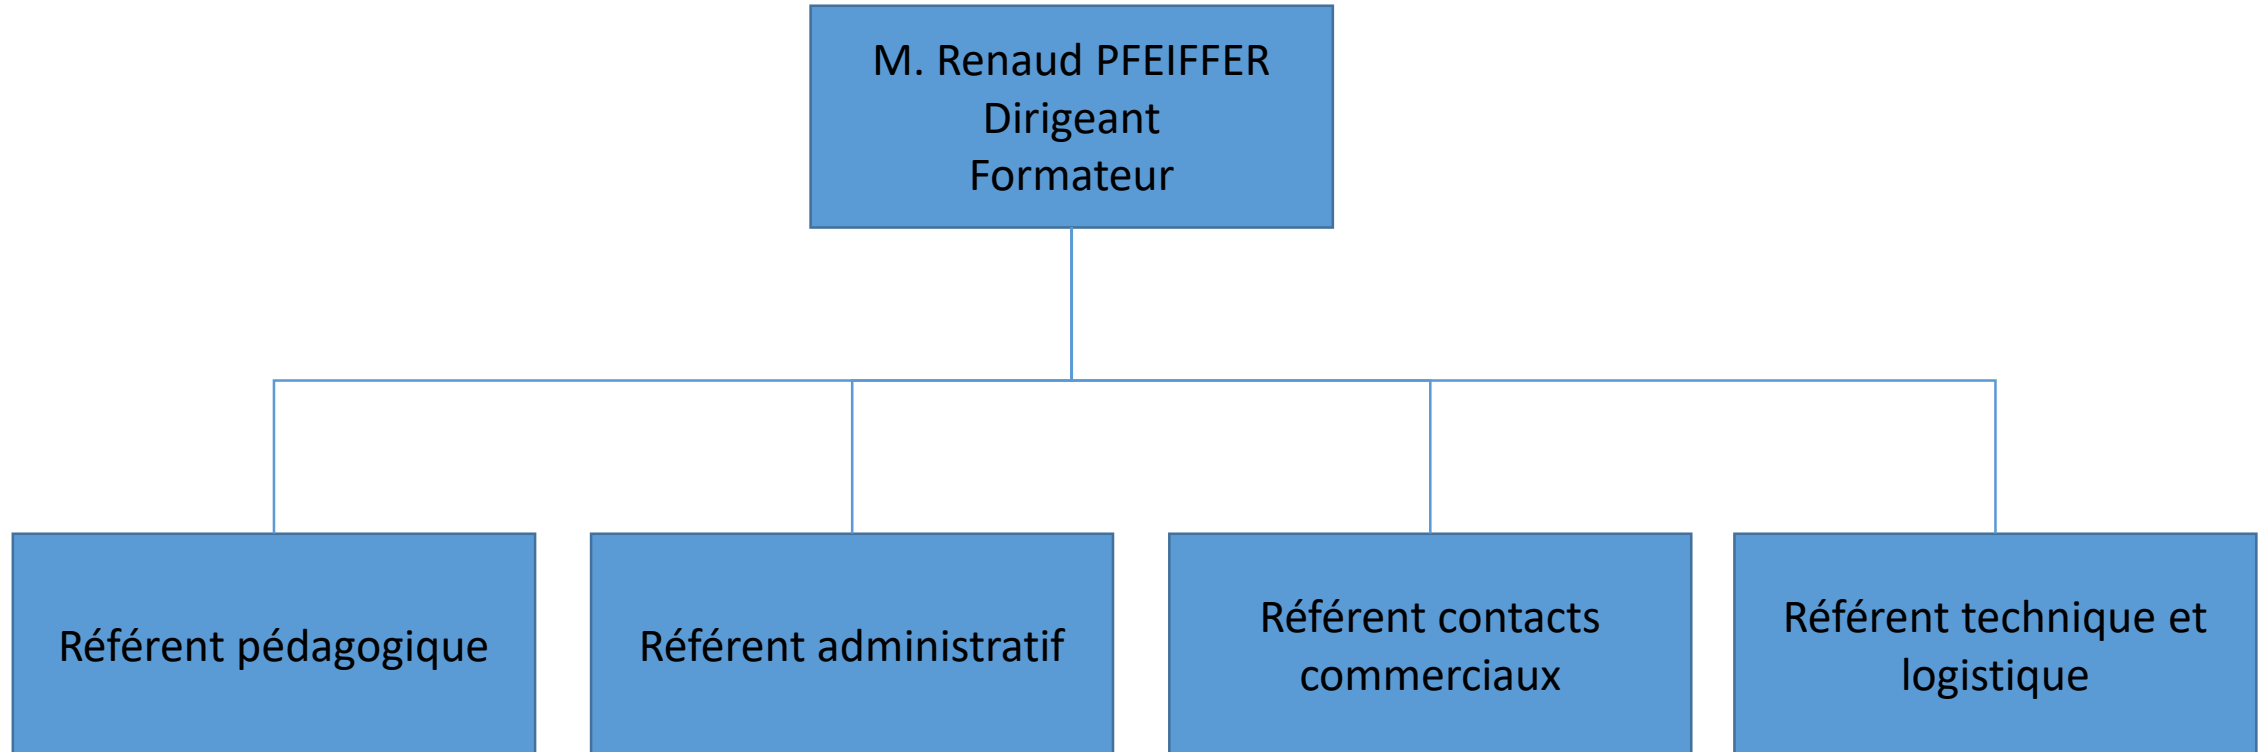 M. Renaud PFEIFFER
Dirigeant
Formateur
Référent pédagogique
Référent administratif
Référent contacts
commerciaux
Référent technique et
logistique